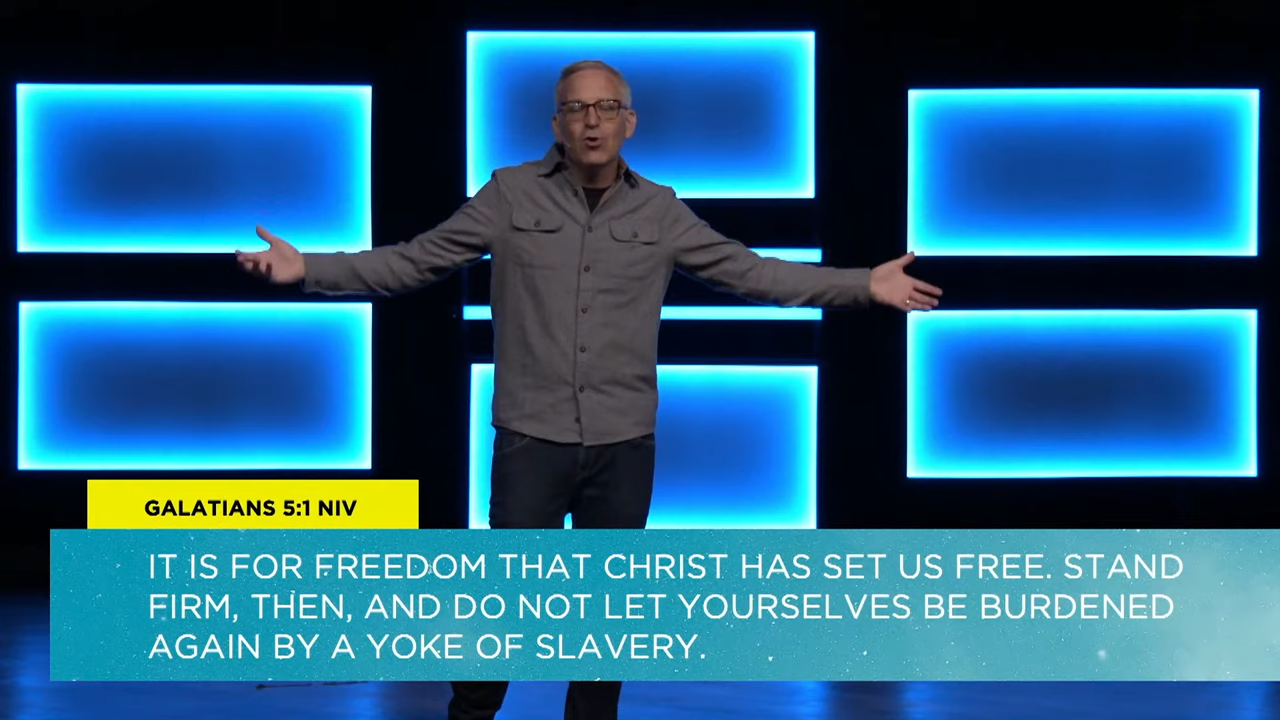 GALATIANS 5:1 NIV
IT IS FOR FREEDOM THAT CHRIST HAS SET US FREE. STAND
FIRM, THEN, AND DO NOT LET YOURSELVES BE BURDENED
AGAIN BY A YOKE OF SLAVERY.